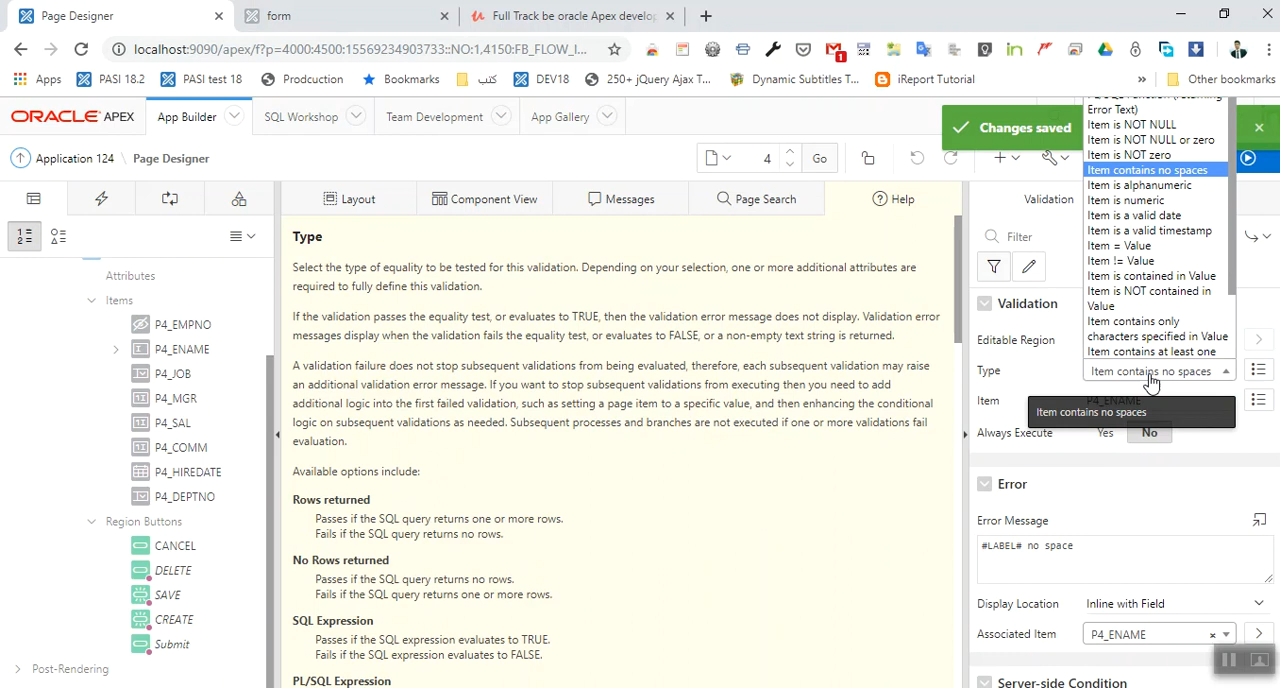 Page Designer
form
Full Track be oracle Apex develop
localhost:9090/apex/f?p=4000:4500:15569234903733::NO:1,4150:FB_FLOW_I...
1
Apps
PASI 18.2
PASI test 18
Prodcution
Bookmarks
كتب
DEV18
250+ jQuery Ajax T...
Dynamic Subtitles T...
iReport Tutorial
»
Other bookmarks
ORACLE APEX
App Builder
SQL Workshop
Team Development
App Gallery
Changes saved
Application 124
\
Page Designer
4
Go
Layout
Component View
Messages
Page Search
Help
Validation
Filter
Attributes
Items
P4_EMPNO
P4_ENAME
P4_JOB
P4_MGR
P4_SAL
P4_COMM
P4_HIREDATE
P4_DEPTNO
Region Buttons
CANCEL
DELETE
SAVE
CREATE
Submit
Post-Rendering
Type
Select the type of equality to be tested for this validation. Depending on your selection, one or more additional attributes are
required to fully define this validation.
If the validation passes the equality test, or evaluates to TRUE, then the validation error message does not display. Validation error
messages display when the validation fails the equality test, or evaluates to FALSE, or a non-empty text string is returned.
A validation failure does not stop subsequent validations from being evaluated, therefore, each subsequent validation may raise
an additional validation error message. If you want to stop subsequent validations from executing then you need to add
additional logic into the first failed validation, such as setting a page item to a specific value, and then enhancing the conditional
logic on subsequent validations as needed. Subsequent processes and branches are not executed if one or more validations fail
evaluation.
Available options include:
Rows returned
Passes if the SQL query returns one or more rows.
Fails if the SQL query returns no rows.
No Rows returned
Passes if the SQL query returns no rows.
Fails if the SQL query returns one or more rows.
SQL Expression
Passes if the SQL expression evaluates to TRUE.
Fails if the SQL expression evaluates to FALSE.
PL/SQL Expression
Error Text)
Item is NOT NULL
Item is NOT NULL or zero
Item is NOT zero
Item contains no spaces
Item is alphanumeric
Item is numeric
Item is a valid date
Item is a valid timestamp
Item = Value
Item != Value
Item is contained in Value
Item is NOT contained in
Value
Item contains only
characters specified in Value
Item contains at least one
Validation
Editable Region
Type
Item contains no spaces
Item
P4_ENAME
Item contains no spaces
Always Execute
Yes
No
Error
Error Message
#LABEL# no space
Display Location
Inline with Field
Associated Item
P4_ENAME
Server-side Condition